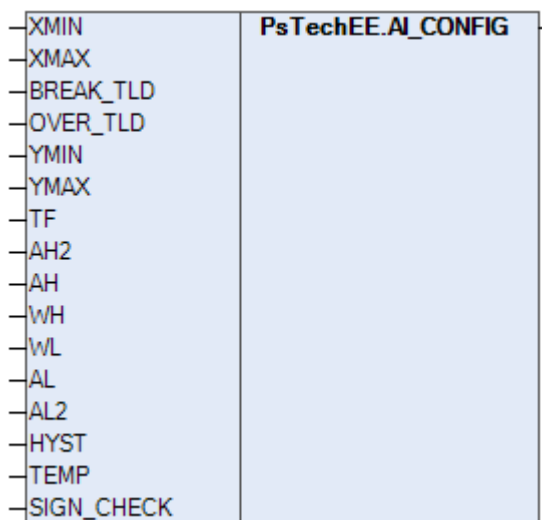 XMIN PsTechEE.AI_CONFIG
XMAX
BREAK_TLD
OVER_TLD
YMIN
YMAX
TF
AH2
AH
WH
WL
AL
AL2
HYST
TEMP
SIGN_CHECK